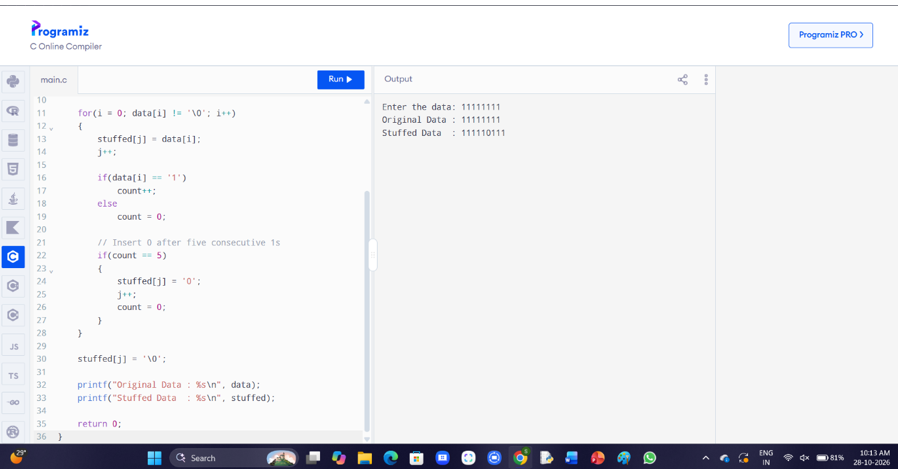 Programiz
C Online Compiler
Programiz PRO >
main.c
Run
Output
10
11 for(i = 0; data[i] != '\0'; i++)
12 {
13 stuffed[j] = data[i];
14 j++;
15
16 if(data[i] == '1')
17 count++;
18 else
19 count = 0;
20
21 // Insert 0 after five consecutive 1s
22 if(count == 5)
23 {
24 stuffed[j] = '0';
25 j++;
26 count = 0;
27 }
28 }
29
30 stuffed[j] = '\0';
31
32 printf("Original Data : %s\n", data);
33 printf("Stuffed Data  : %s\n", stuffed);
34
35 return 0;
36 }
Enter the data: 11111111
Original Data : 11111111
Stuffed Data  : 111110111
JS
TS
GO
29°
Search
ENG
IN
81%
10:13 AM
28-10-2026